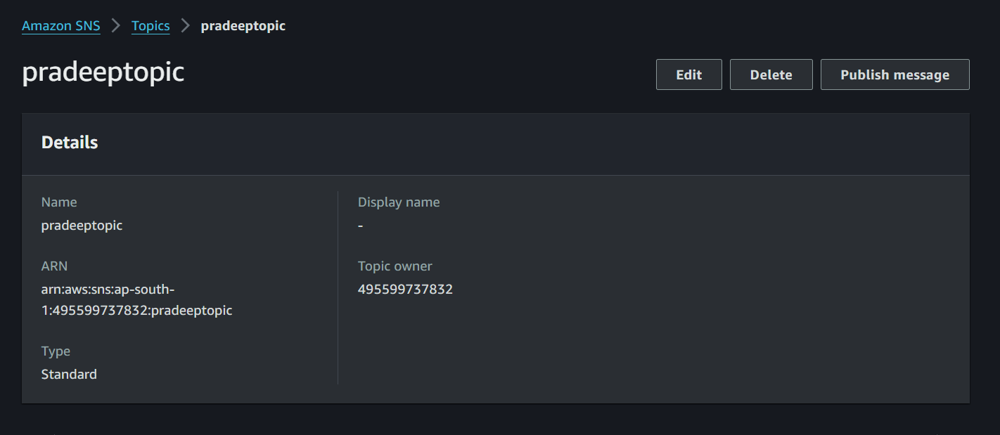 Amazon SNS > Topics > pradeeptopic
pradeeptopic
Edit
Delete
Publish message
Details
Name
pradeeptopic
ARN
arn:aws:sns:ap-south-
1:495599737832:pradeeptopic
Type
Standard
Display name
-
Topic owner
495599737832